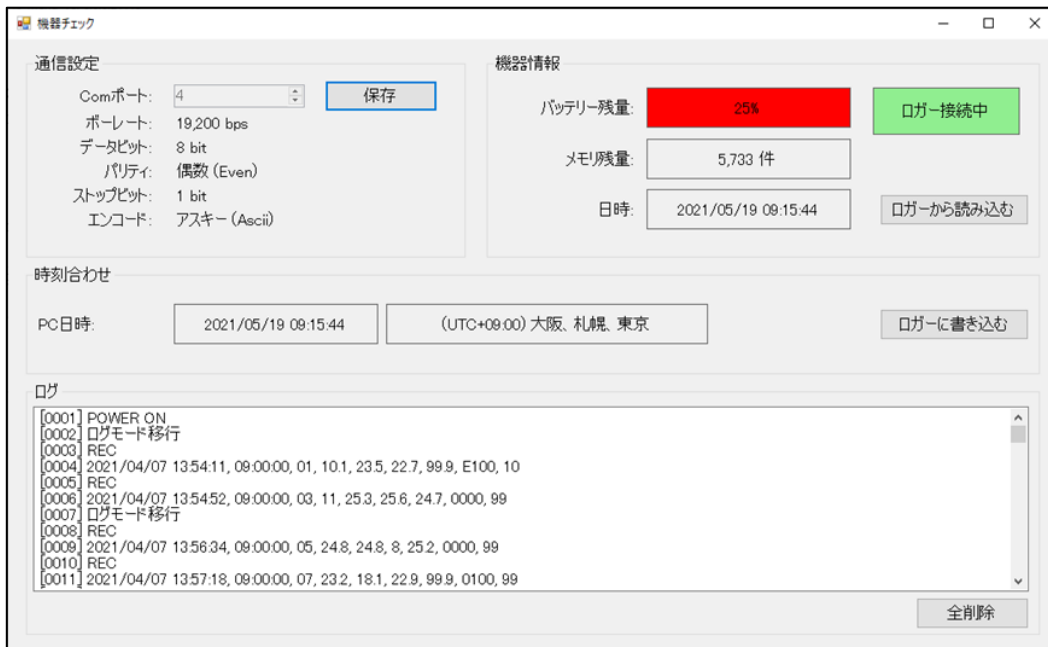 機器チェック
通信設定
Comポート: 4 保存
ボーレート: 19,200 bps
データビット: 8 bit
パリティ: 偶数 (Even)
ストップビット: 1 bit
エンコード: アスキー (Ascii)
機器情報
バッテリー残量: 25% ロガー接続中
メモリ残量: 5,733 件
日時: 2021/05/19 09:15:44 ロガーから読み込む
時刻合わせ
PC日時: 2021/05/19 09:15:44 (UTC+09:00) 大阪、札幌、東京 ロガーに書き込む
ログ
[0001] POWER ON
[0002] ログモード移行
[0003] REC
[0004] 2021/04/07 13:54:11, 09:00:00, 01, 10.1, 23.5, 22.7, 99.9, E100, 10
[0005] REC
[0006] 2021/04/07 13:54:52, 09:00:00, 03, 11, 25.3, 25.6, 24.7, 0000, 99
[0007] ログモード移行
[0008] REC
[0009] 2021/04/07 13:56:34, 09:00:00, 05, 24.8, 24.8, 8, 25.2, 0000, 99
[0010] REC
[0011] 2021/04/07 13:57:18, 09:00:00, 07, 23.2, 18.1, 22.9, 99.9, 0100, 99
全削除